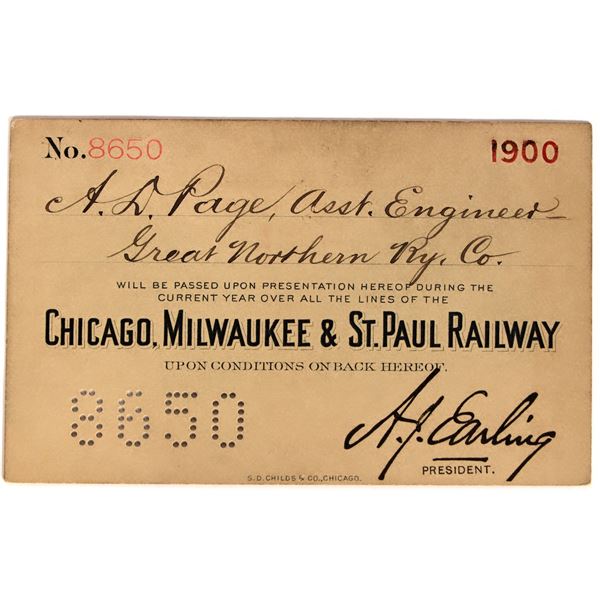 No. 8650 1900
A. D. Page, Asst. Engineer
Great Northern Ry. Co.
WILL BE PASSED UPON PRESENTATION HEREOF DURING THE
CURRENT YEAR OVER ALL THE LINES OF THE
CHICAGO, MILWAUKEE & ST. PAUL RAILWAY
UPON CONDITIONS ON BACK HEREOF.
8650
A. J. Earling
PRESIDENT.
S. D. CHILDS & CO., CHICAGO.